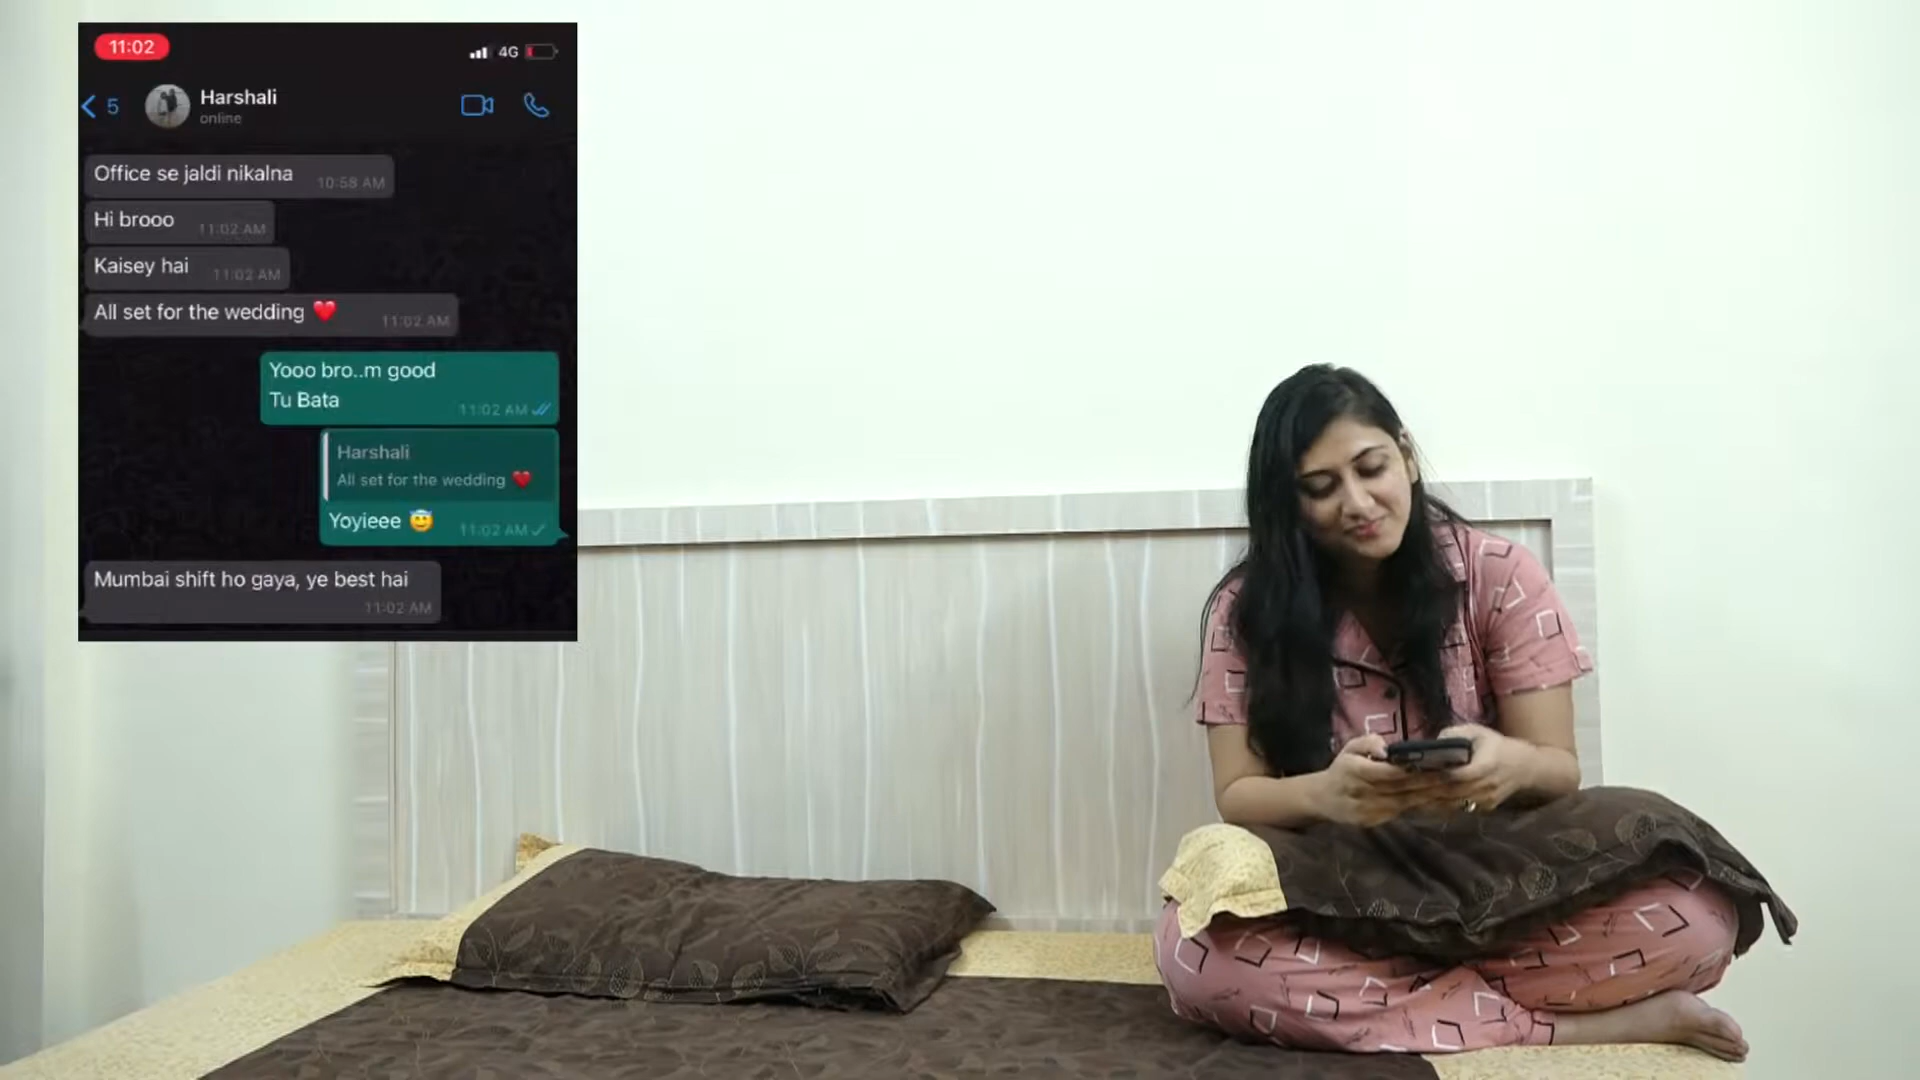 11:02
4G
5
Harshali
online
Office se jaldi nikalna
10:58 AM
Hi brooo
11:02 AM
Kaisey hai
11:02 AM
All set for the wedding ❤️
11:02 AM
Yooo bro..m good
Tu Bata
11:02 AM
Harshali
All set for the wedding ❤️
Yoyieee 😇
11:02 AM
Mumbai shift ho gaya, ye best hai
11:02 AM